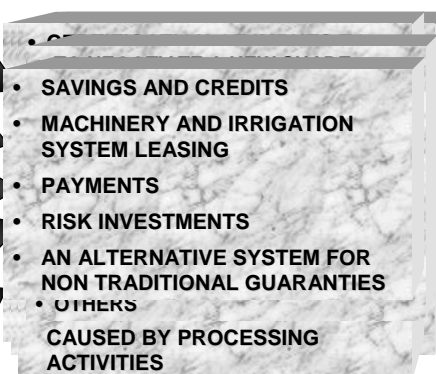 • SAVINGS AND CREDITS
• MACHINERY AND IRRIGATION
SYSTEM LEASING
• PAYMENTS
• RISK INVESTMENTS
• AN ALTERNATIVE SYSTEM FOR
NON TRADITIONAL GUARANTIES
• OTHERS
CAUSED BY PROCESSING
ACTIVITIES